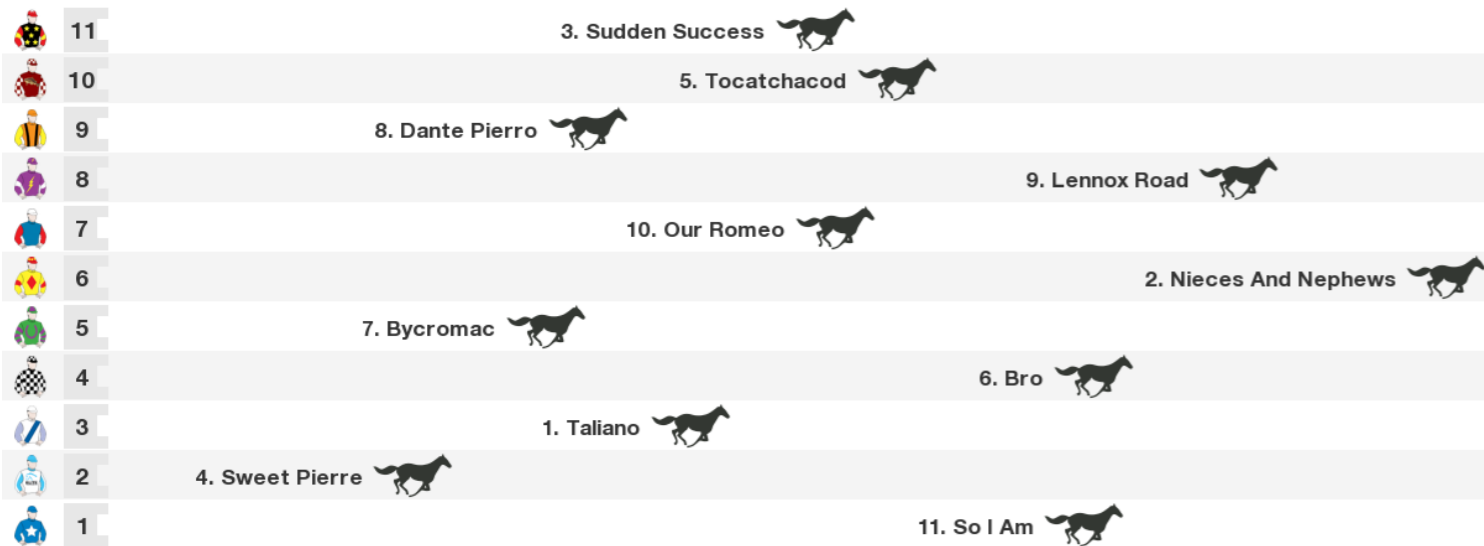 11 3. Sudden Success
10 5. Tocatchacod
9 8. Dante Pierro
8 9. Lennox Road
7 10. Our Romeo
6 2. Nieces And Nephews
5 7. Bycromac
4 6. Bro
3 1. Taliano
2 4. Sweet Pierre
1 11. So I Am